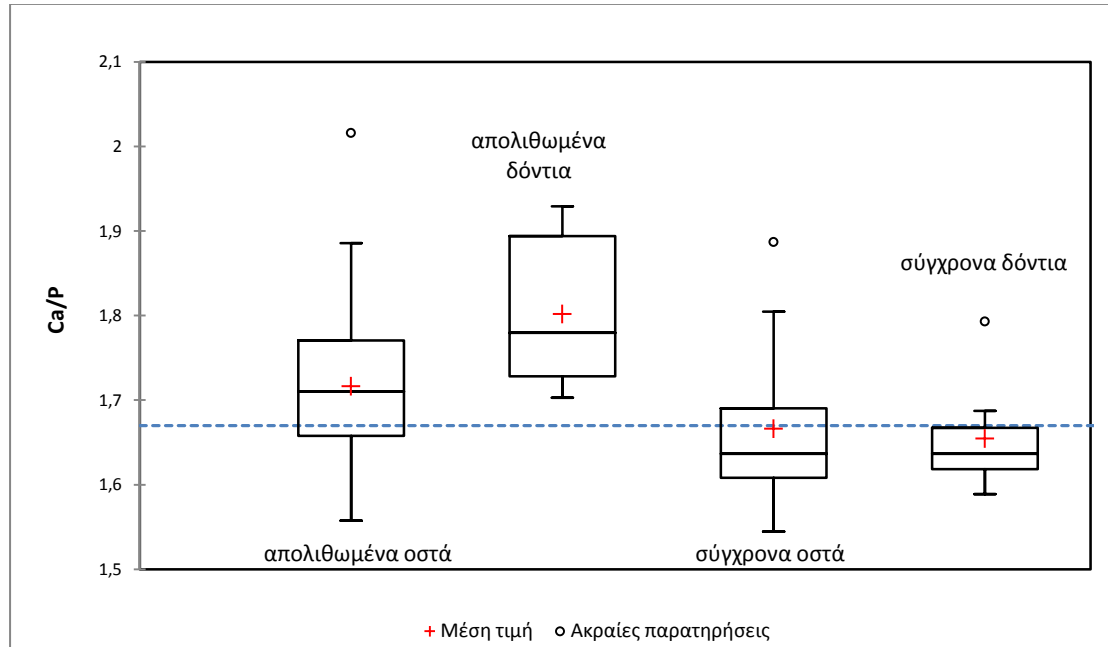 2,1
2
1,9
1,8
1,7
1,6
1,5
Ca/P
απολιθωμένα
δόντια
σύγχρονα δόντια
απολιθωμένα οστά
σύγχρονα οστά
Μέση τιμή
Ακραίες παρατηρήσεις